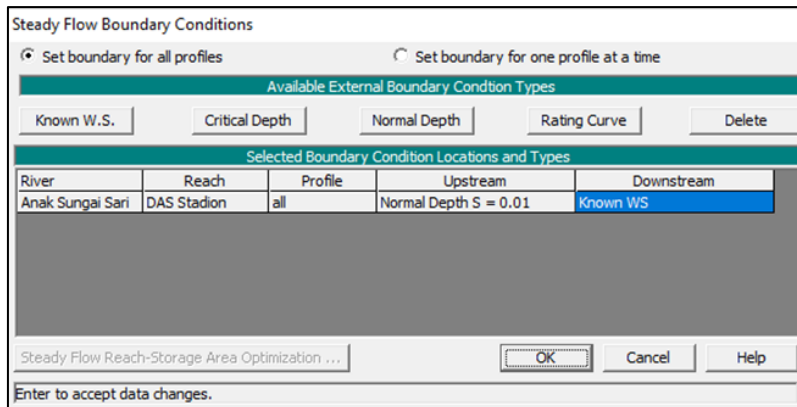 Steady Flow Boundary Conditions
Set boundary for all profiles Set boundary for one profile at a time
Available External Boundary Condtion Types
Known W.S. Critical Depth Normal Depth Rating Curve Delete
Selected Boundary Condition Locations and Types
River Reach Profile Upstream Downstream
Anak Sungai Sari DAS Stadion all Normal Depth S = 0.01 Known WS
Steady Flow Reach-Storage Area Optimization ... OK Cancel Help
Enter to accept data changes.